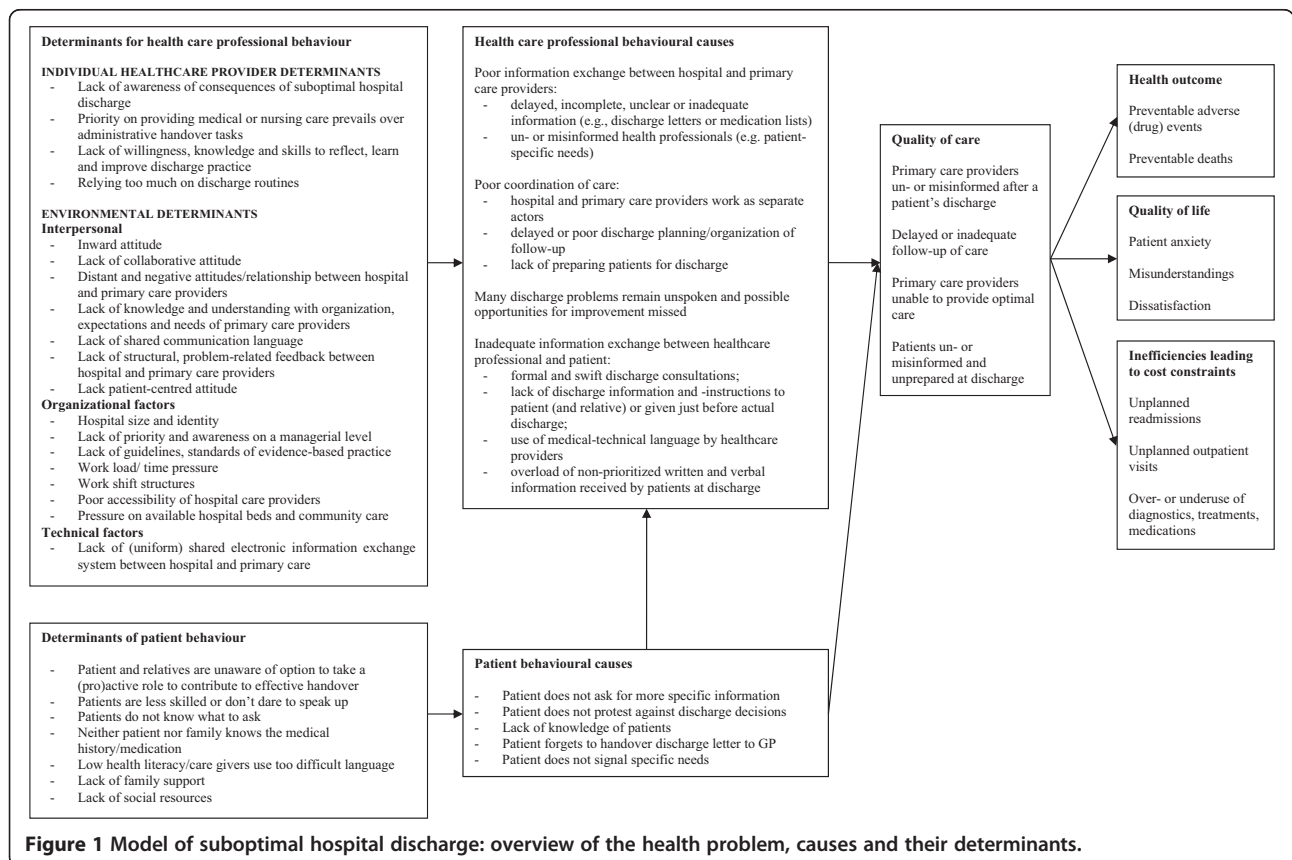 Determinants for health care professional behaviour
INDIVIDUAL HEALTHCARE PROVIDER DETERMINANTS
- Lack of awareness of consequences of suboptimal hospital
discharge
- Priority on providing medical or nursing care prevails over
administrative handover tasks
- Lack of willingness, knowledge and skills to reflect, learn
and improve discharge practice
- Relying too much on discharge routines
ENVIRONMENTAL DETERMINANTS
Interpersonal
- Inward attitude
- Lack of collaborative attitude
- Distant and negative attitudes/relationship between hospital
and primary care providers
- Lack of knowledge and understanding with organization,
expectations and needs of primary care providers
- Lack of shared communication language
- Lack of structural, problem-related feedback between
hospital and primary care providers
- Lack patient-centred attitude
Organizational factors
- Hospital size and identity
- Lack of priority and awareness on a managerial level
- Lack of guidelines, standards of evidence-based practice
- Work load/ time pressure
- Work shift structures
- Poor accessibility of hospital care providers
- Pressure on available hospital beds and community care
Technical factors
- Lack of (uniform) shared electronic information exchange
system between hospital and primary care
Determinants of patient behaviour
- Patient and relatives are unaware of option to take a
(pro)active role to contribute to effective handover
- Patients are less skilled or don't dare to speak up
- Patients do not know what to ask
- Neither patient nor family knows the medical
history/medication
- Low health literacy/care givers use too difficult language
- Lack of family support
- Lack of social resources
Health care professional behavioural causes
Poor information exchange between hospital and primary
care providers:
- delayed, incomplete, unclear or inadequate
information (e.g., discharge letters or medication lists)
- un- or misinformed health professionals (e.g. patient-
specific needs)
Poor coordination of care:
- hospital and primary care providers work as separate
actors
- delayed or poor discharge planning/organization of
follow-up
- lack of preparing patients for discharge
Many discharge problems remain unspoken and possible
opportunities for improvement missed
Inadequate information exchange between healthcare
professional and patient:
- formal and swift discharge consultations;
- lack of discharge information and -instructions to
patient (and relative) or given just before actual
discharge;
- use of medical-technical language by healthcare
providers
- overload of non-prioritized written and verbal
information received by patients at discharge
Patient behavioural causes
- Patient does not ask for more specific information
- Patient does not protest against discharge decisions
- Lack of knowledge of patients
- Patient forgets to handover discharge letter to GP
- Patient does not signal specific needs
Quality of care
Primary care providers
un- or misinformed after a
patient's discharge
Delayed or inadequate
follow-up of care
Primary care providers
unable to provide optimal
care
Patients un- or
misinformed and
unprepared at discharge
Health outcome
Preventable adverse
(drug) events
Preventable deaths
Quality of life
Patient anxiety
Misunderstandings
Dissatisfaction
Inefficiencies leading
to cost constraints
Unplanned
readmissions
Unplanned outpatient
visits
Over- or underuse of
diagnostics, treatments,
medications
Figure 1 Model of suboptimal hospital discharge: overview of the health problem, causes and their determinants.